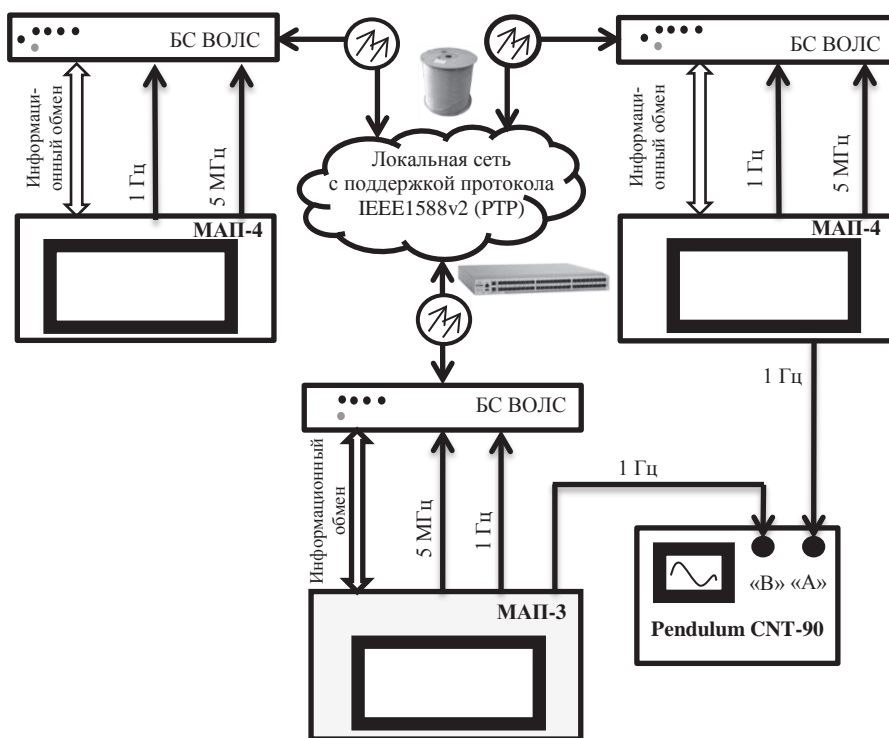 БС ВОЛС
БС ВОЛС
Информаци-
онный обмен
1 Гц
5 МГц
Локальная сеть
с поддержкой протокола
IEEE1588v2 (PTP)
Информаци-
онный обмен
1 Гц
5 МГц
МАП-4
МАП-4
БС ВОЛС
1 Гц
Информационный
обмен
5 МГц
1 Гц
1 Гц
«B» «A»
МАП-3
Pendulum CNT-90